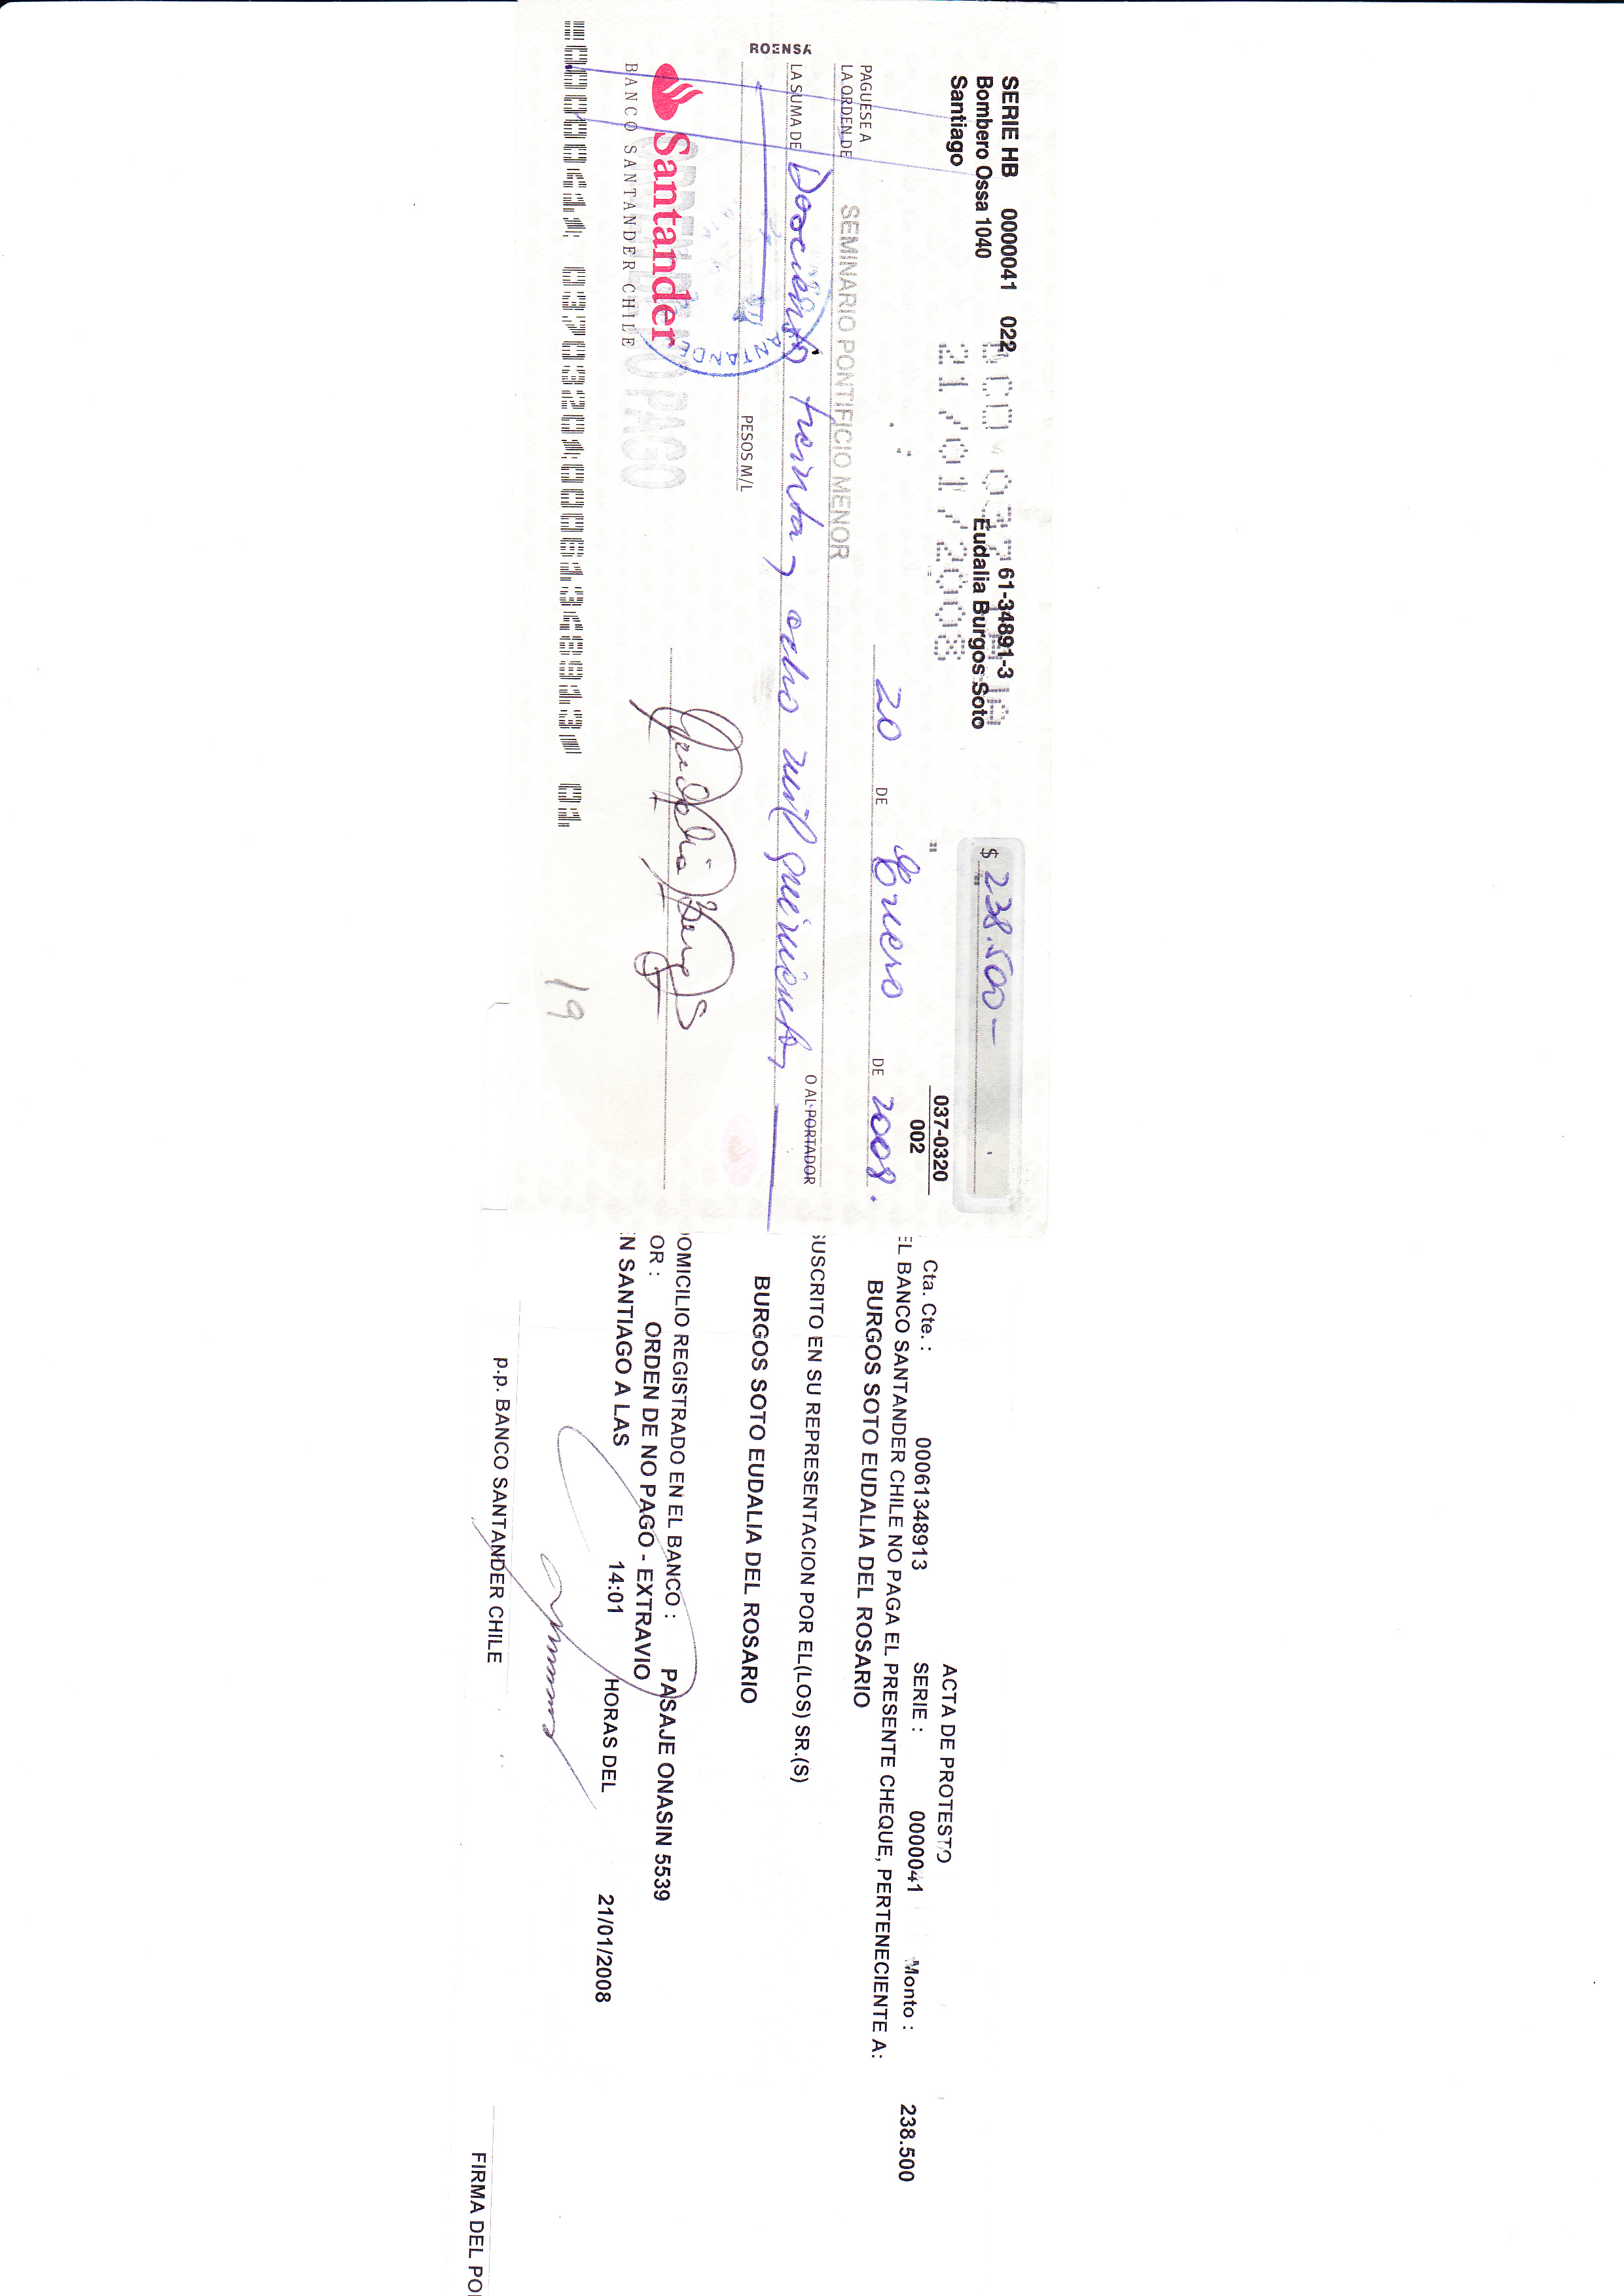 SERIE HB 0000041 022 61-34891-3
Bombero Ossa 1040 Eudalia Burgos Soto
Santiago
21/01/2008
$ 238.500-
037-0320
002
20 DE Enero DE 2008.
PAGUESE A
LA ORDEN DE SEMINARIO PONTIFICIO MENOR
O AL PORTADOR
LA SUMA DE Doscientos treinta y ocho mil quinientos
PESOS M/L
ROENSA
Santander
BANCO SANTANDER CHILE
ANTANDE
O PAGO
19
ACTA DE PROTESTO
Cta. Cte. : 00061348913 SERIE : 0000041 Monto : 238.500
EL BANCO SANTANDER CHILE NO PAGA EL PRESENTE CHEQUE, PERTENECIENTE A:
BURGOS SOTO EUDALIA DEL ROSARIO
SUSCRITO EN SU REPRESENTACION POR EL(LOS) SR.(S)
BURGOS SOTO EUDALIA DEL ROSARIO
OMICILIO REGISTRADO EN EL BANCO : PASAJE ONASIN 5539
OR : ORDEN DE NO PAGO - EXTRAVIO
N SANTIAGO A LAS 14:01 HORAS DEL 21/01/2008
p.p. BANCO SANTANDER CHILE
FIRMA DEL PO